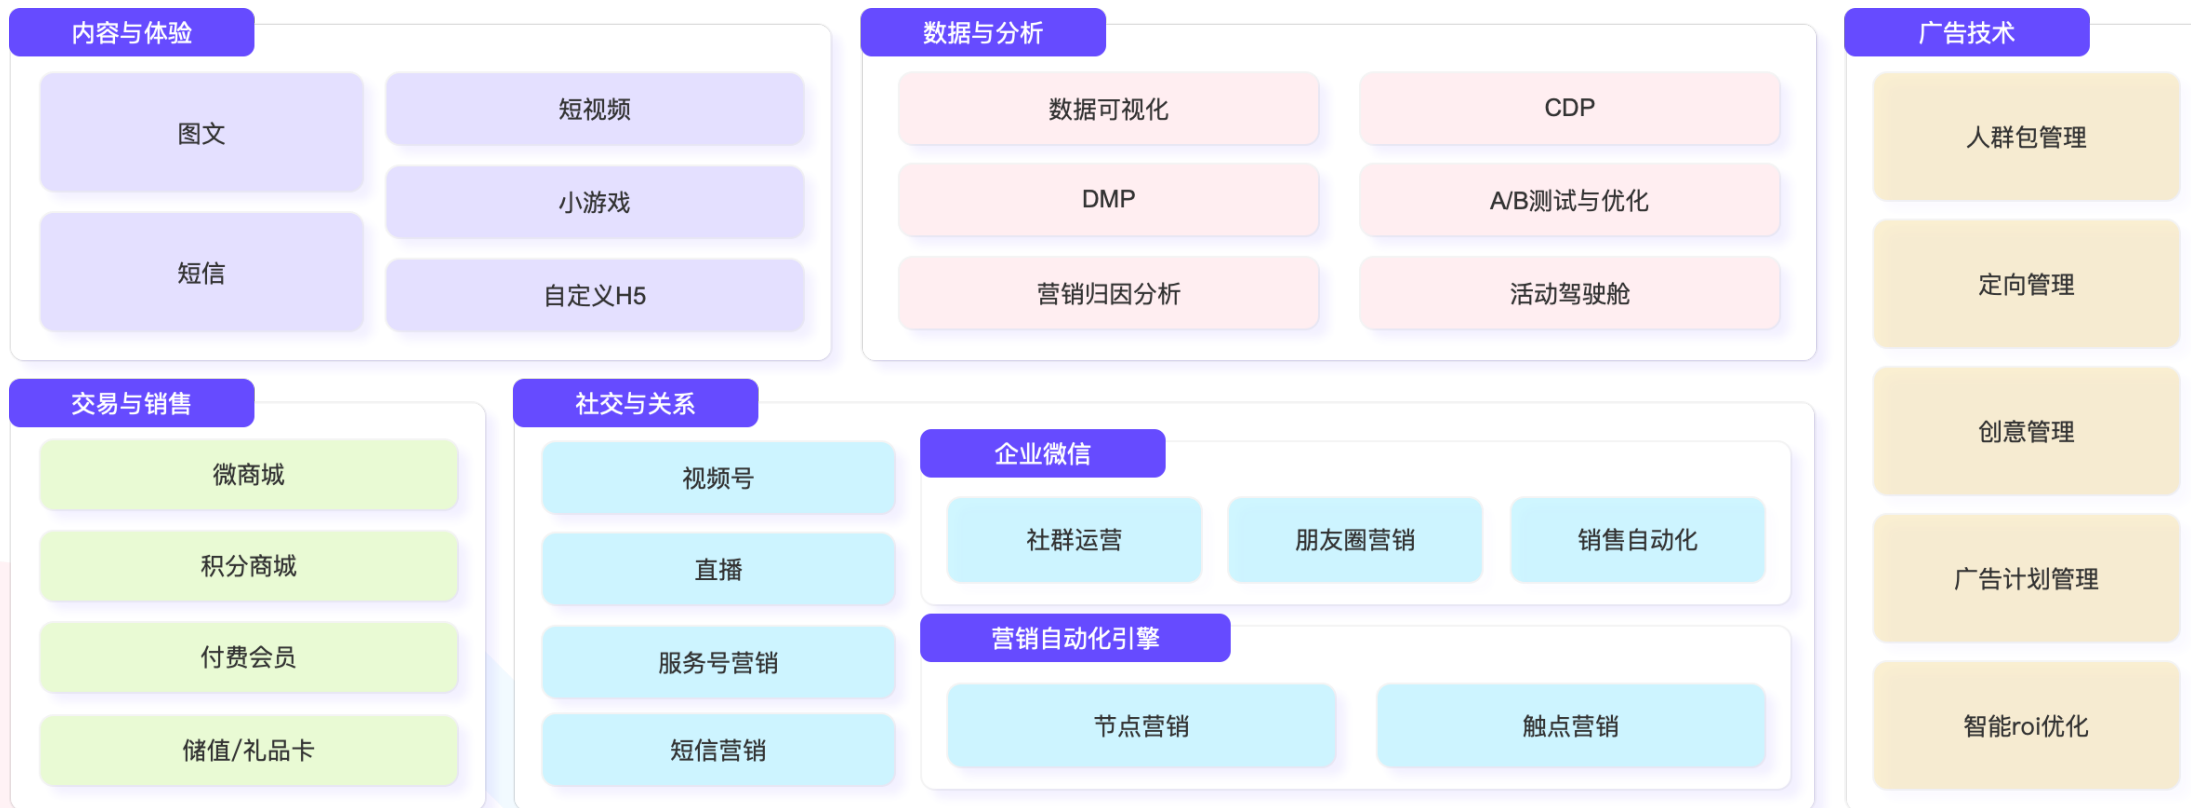 内容与体验
图文
短信
短视频
小游戏
自定义H5
数据与分析
数据可视化
CDP
DMP
A/B测试与优化
营销归因分析
活动驾驶舱
广告技术
人群包管理
定向管理
创意管理
广告计划管理
智能roi优化
交易与销售
微商城
积分商城
付费会员
储值/礼品卡
社交与关系
视频号
直播
服务号营销
短信营销
企业微信
社群运营
朋友圈营销
销售自动化
营销自动化引擎
节点营销
触点营销